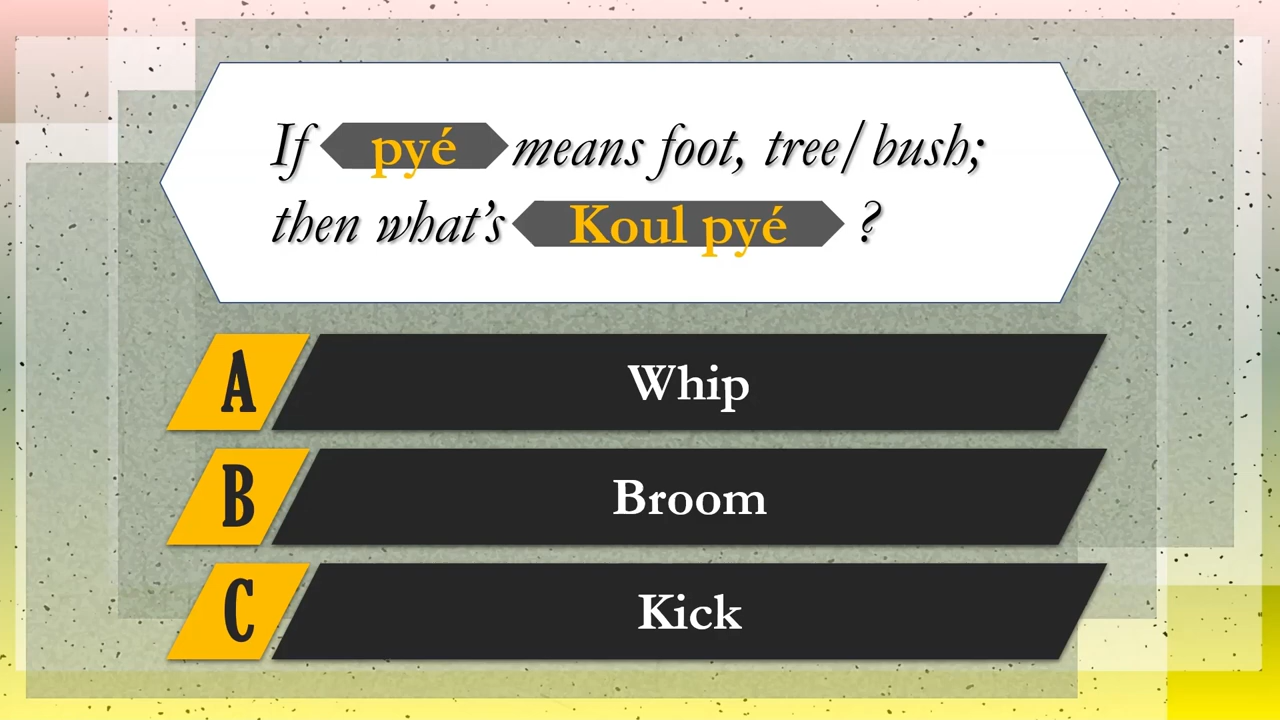 If pyé means foot, tree/bush;
then what's Koul pyé ?
A Whip
B Broom
C Kick